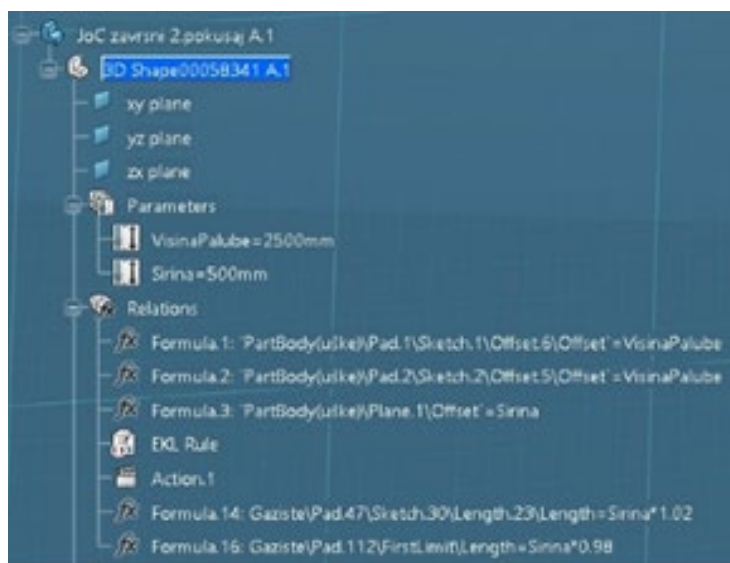 JoC zavrsni 2.pokusaj A.1
3D Shape00058341 A.1
xy plane
yz plane
zx plane
Parameters
VisinaPalube=2500mm
Sirina=500mm
Relations
Formula.1: `PartBody(uške)\Pad.1\Sketch.1\Offset.6\Offset`=VisinaPalube
Formula.2: `PartBody(uške)\Pad.2\Sketch.2\Offset.5\Offset`=VisinaPalube
Formula.3: `PartBody(uške)\Plane.1\Offset`=Sirina
EKL Rule
Action.1
Formula.14: Gaziste\Pad.47\Sketch.30\Length.23\Length=Sirina*1.02
Formula.16: Gaziste\Pad.112\FirstLimit\Length=Sirina*0.98